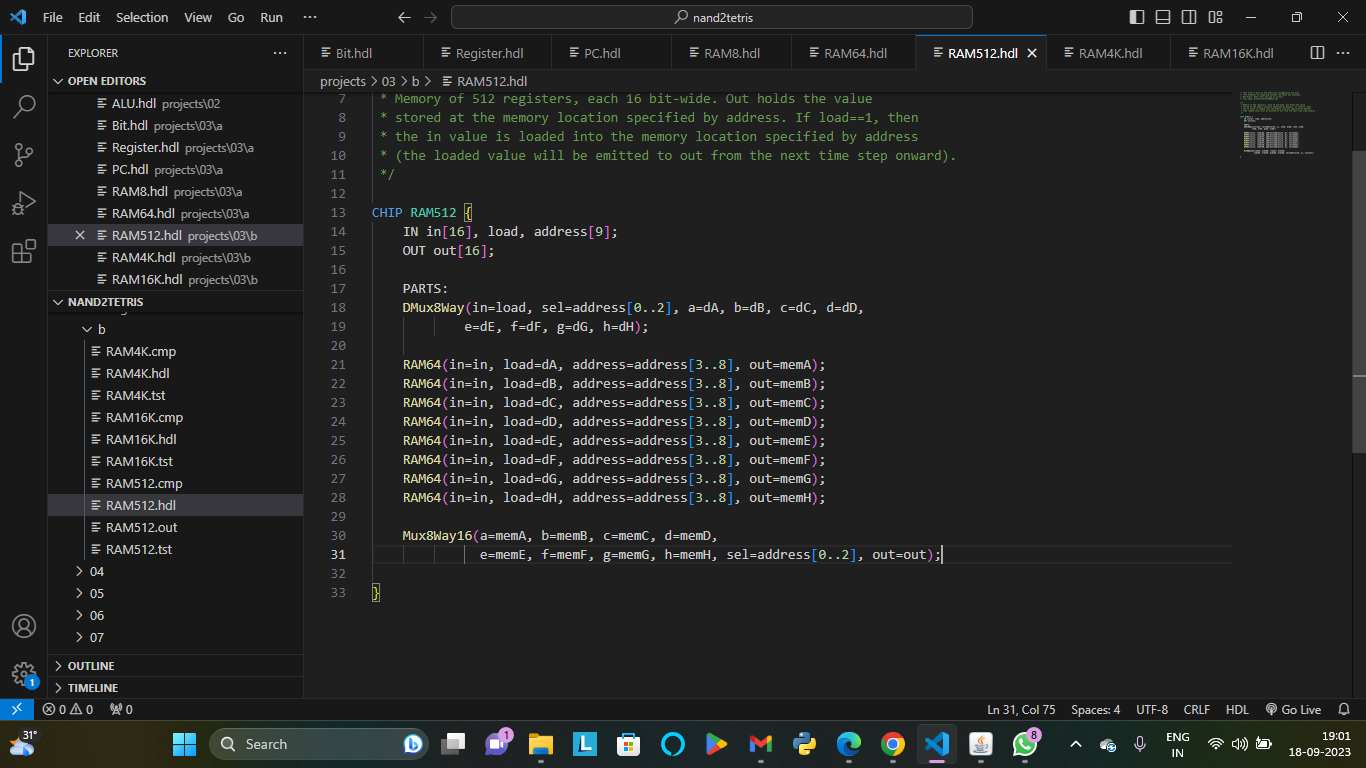 File Edit Selection View Go Run ···
nand2tetris
EXPLORER
OPEN EDITORS
ALU.hdl projects\02
Bit.hdl projects\03\a
Register.hdl projects\03\a
PC.hdl projects\03\a
RAM8.hdl projects\03\a
RAM64.hdl projects\03\a
RAM512.hdl projects\03\b
RAM4K.hdl projects\03\b
RAM16K.hdl projects\03\b
NAND2TETRIS
b
RAM4K.cmp
RAM4K.hdl
RAM4K.tst
RAM16K.cmp
RAM16K.hdl
RAM16K.tst
RAM512.cmp
RAM512.hdl
RAM512.out
RAM512.tst
04
05
06
07
OUTLINE
TIMELINE
Bit.hdl Register.hdl PC.hdl RAM8.hdl RAM64.hdl RAM512.hdl RAM4K.hdl RAM16K.hdl
projects > 03 > b > RAM512.hdl
7 * Memory of 512 registers, each 16 bit-wide. Out holds the value
8 * stored at the memory location specified by address. If load==1, then
9 * the in value is loaded into the memory location specified by address
10 * (the loaded value will be emitted to out from the next time step onward).
11 */
12
13 CHIP RAM512 {
14 IN in[16], load, address[9];
15 OUT out[16];
16
17 PARTS:
18 DMux8Way(in=load, sel=address[0..2], a=dA, b=dB, c=dC, d=dD,
19 e=dE, f=dF, g=dG, h=dH);
20
21 RAM64(in=in, load=dA, address=address[3..8], out=memA);
22 RAM64(in=in, load=dB, address=address[3..8], out=memB);
23 RAM64(in=in, load=dC, address=address[3..8], out=memC);
24 RAM64(in=in, load=dD, address=address[3..8], out=memD);
25 RAM64(in=in, load=dE, address=address[3..8], out=memE);
26 RAM64(in=in, load=dF, address=address[3..8], out=memF);
27 RAM64(in=in, load=dG, address=address[3..8], out=memG);
28 RAM64(in=in, load=dH, address=address[3..8], out=memH);
29
30 Mux8Way16(a=memA, b=memB, c=memC, d=memD,
31 e=memE, f=memF, g=memG, h=memH, sel=address[0..2], out=out);
32
33 }
1
0 0 0
Ln 31, Col 75 Spaces: 4 UTF-8 CRLF HDL Go Live
31°
Search
1
L
8
ENG
IN
19:01
18-09-2023